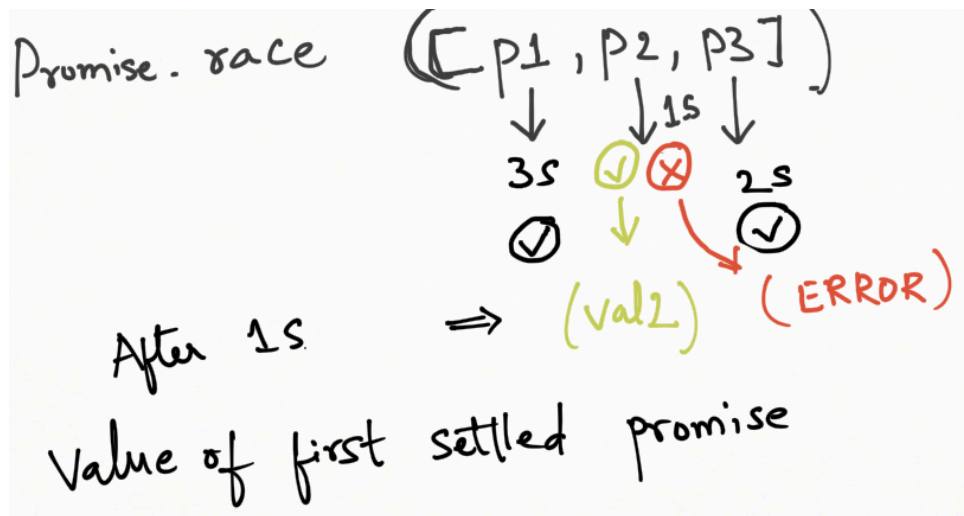 Promise. race ([p1, p2, p3])
1s
3s 2s
(val2) (ERROR)
After 1s. ⇒
Value of first settled promise